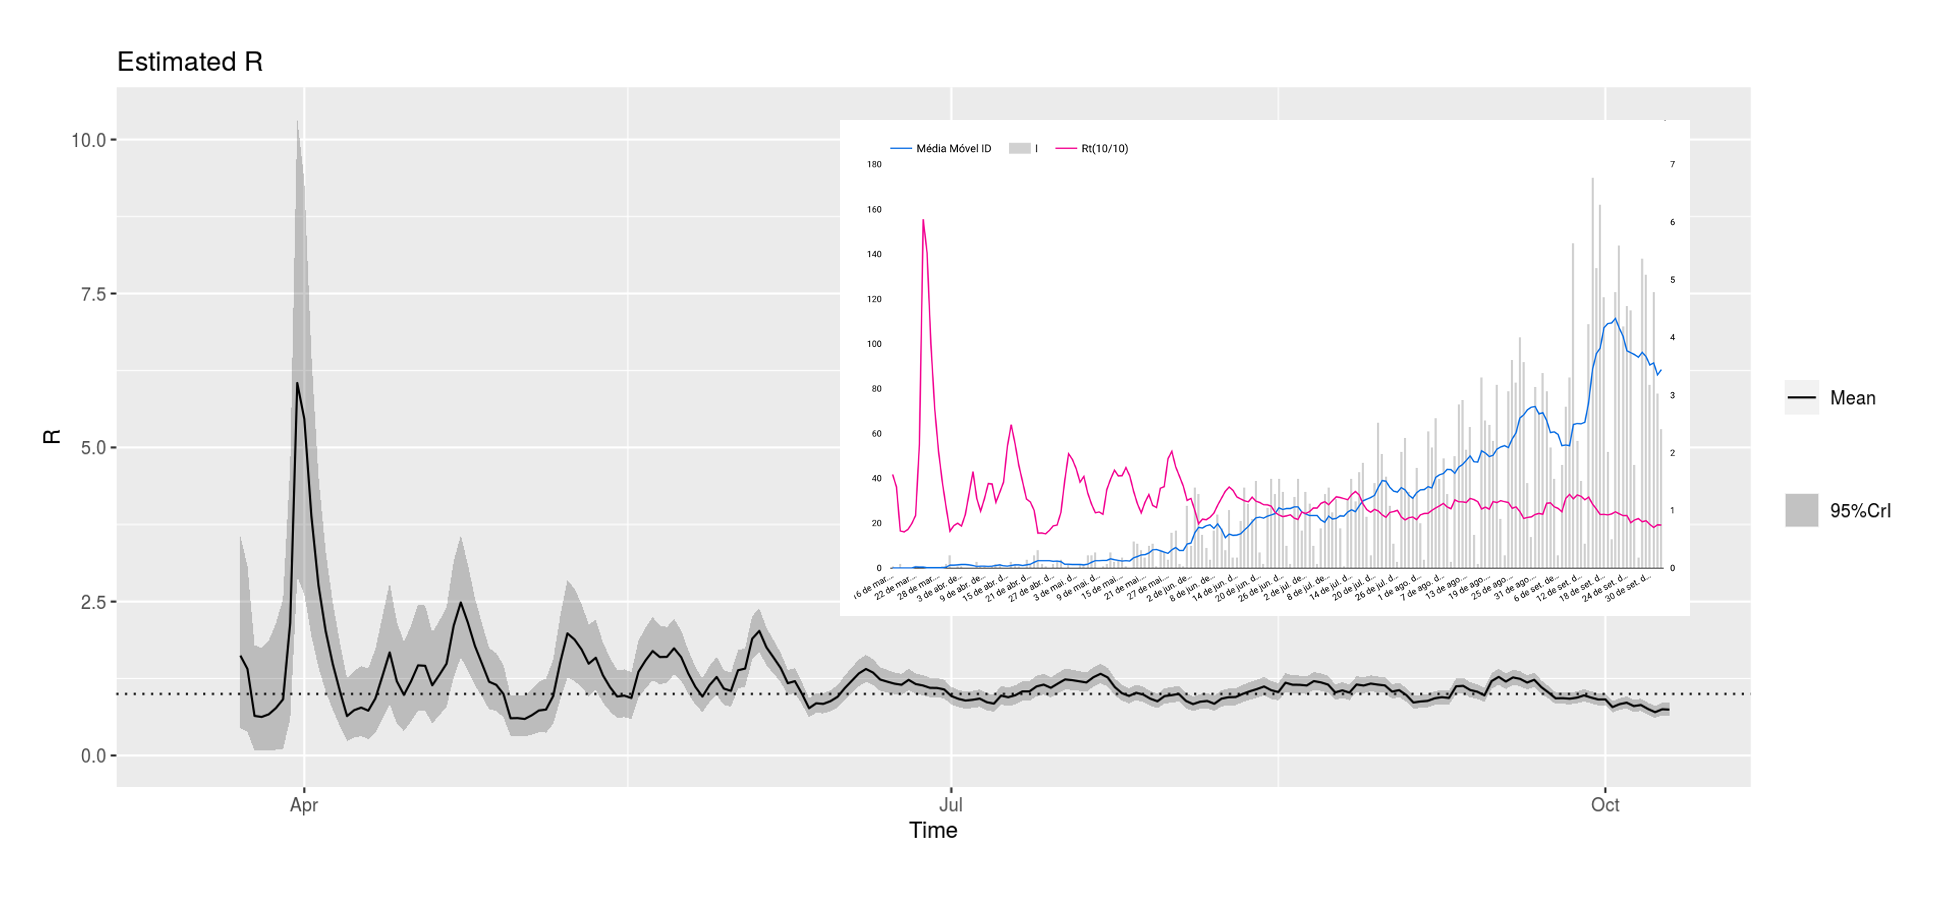 Estimated R
10.0
7.5
5.0
2.5
0.0
R
Apr
Jul
Oct
Time
Mean
95%CrI
Média Móvel ID
I
Rt(10/10)
180
160
140
120
100
80
60
40
20
0
7
6
5
4
3
2
1
0
16 de mar...
22 de mar...
28 de mar...
3 de abr. de...
9 de abr. de...
15 de abr. d...
21 de abr. d...
27 de abr. d...
3 de mai. d...
9 de mai. d...
15 de mai....
21 de mai....
27 de mai....
2 de jun. de...
8 de jun. de...
14 de jun. d...
20 de jun. d...
26 de jun. d...
2 de jul. de...
8 de jul. de...
14 de jul. d...
20 de jul. d...
26 de jul. d...
1 de ago. d...
7 de ago. d...
13 de ago....
19 de ago....
25 de ago....
31 de ago....
6 de set. de...
12 de set. d...
18 de set. d...
24 de set. d...
30 de set. d...